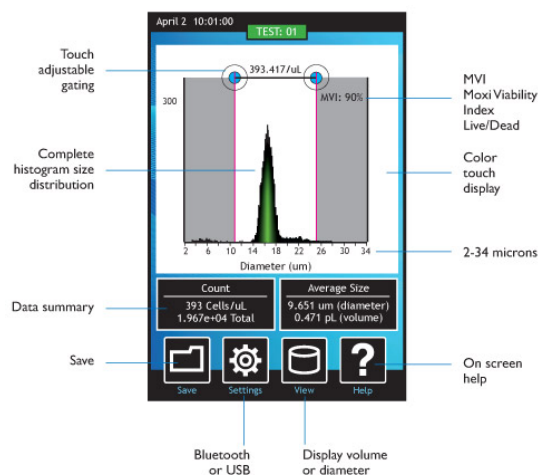 April 2 10:01:00
TEST: 01
Touch
adjustable
gating
393.417/uL
300
MVI: 90%
MVI
Moxi Viability
Index
Live/Dead
Complete
histogram size
distribution
Color
touch
display
2 6 10 14 18 22 26 30 34
Diameter (um)
2-34 microns
Data summary
Count
393 Cells/uL
1.967e+04 Total
Average Size
9.651 um (diameter)
0.471 pL (volume)
Save
Save
Settings
View
?
Help
On screen
help
Bluetooth
or USB
Display volume
or diameter